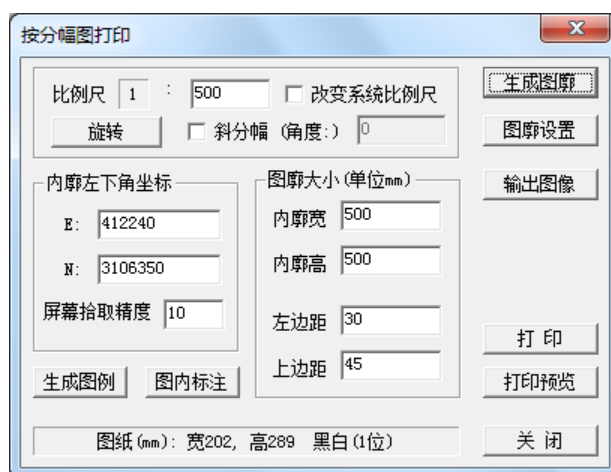 按分幅图打印
比例尺 1 : 500 改变系统比例尺
旋转 斜分幅 (角度:) 0
生成图廓
图廓设置
输出图像
内廓左下角坐标
E: 412240
N: 3106350
屏幕拾取精度 10
图廓大小(单位mm)
内廓宽 500
内廓高 500
左边距 30
上边距 45
生成图例 图内标注
打 印
打印预览
图纸(mm): 宽202, 高289 黑白(1位)
关 闭